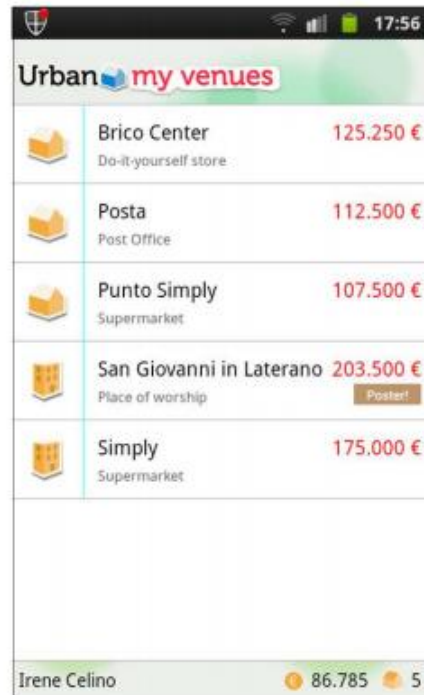 17:56
Urban my venues
Brico Center 125.250 €
Do-it-yourself store
Posta 112.500 €
Post Office
Punto Simply 107.500 €
Supermarket
San Giovanni in Laterano 203.500 €
Place of worship Poster!
Simply 175.000 €
Supermarket
Irene Celino 86.785 5